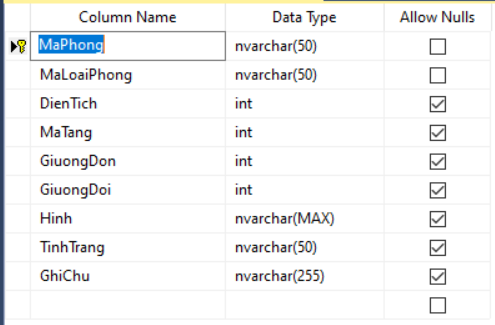 Column Name Data Type Allow Nulls
MaPhong nvarchar(50)
MaLoaiPhong nvarchar(50)
DienTich int
MaTang int
GiuongDon int
GiuongDoi int
Hinh nvarchar(MAX)
TinhTrang nvarchar(50)
GhiChu nvarchar(255)